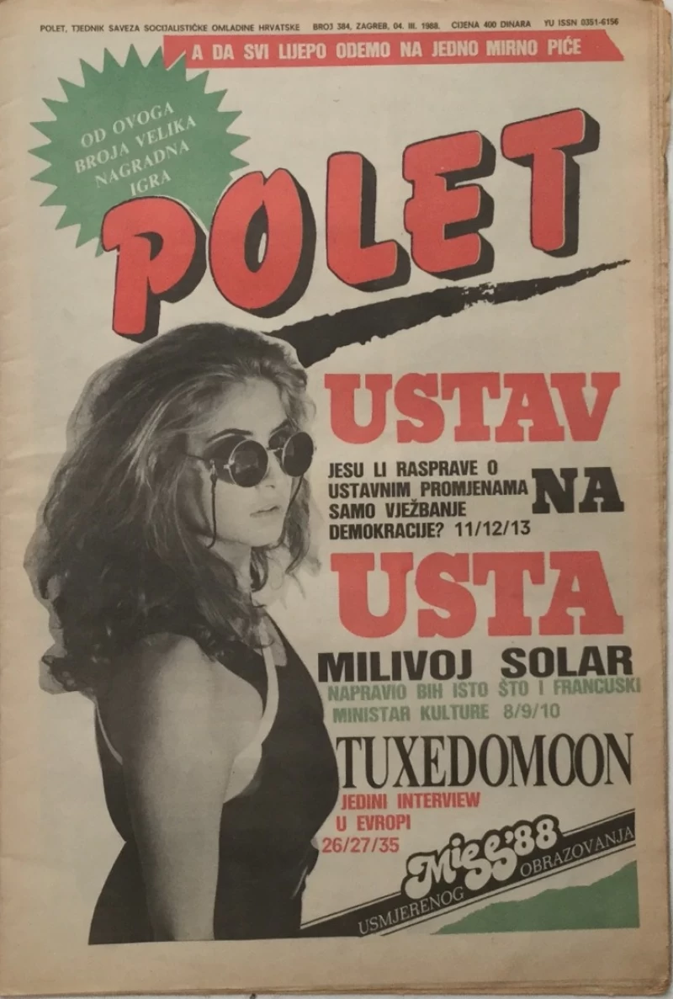 POLET, TJEDNIK SAVEZA SOCIJALISTIČKE OMLADINE HRVATSKE BROJ 384, ZAGREB, 04. III. 1988. CIJENA 400 DINARA YU ISSN 0351-6156
A DA SVI LIJEPO ODEMO NA JEDNO MIRNO PIĆE
OD OVOGA
BROJA VELIKA
NAGRADNA
IGRA
POLET
USTAV
JESU LI RASPRAVE O
USTAVNIM PROMJENAMA
SAMO VJEŽBANJE
DEMOKRACIJE? 11/12/13
NA
USTA
MILIVOJ SOLAR
NAPRAVIO BIH ISTO ŠTO I FRANCUSKI
MINISTAR KULTURE 8/9/10
TUXEDOMOON
JEDINI INTERVIEW
U EVROPI
26/27/35
Miss'88
USMJERENOG OBRAZOVANJA